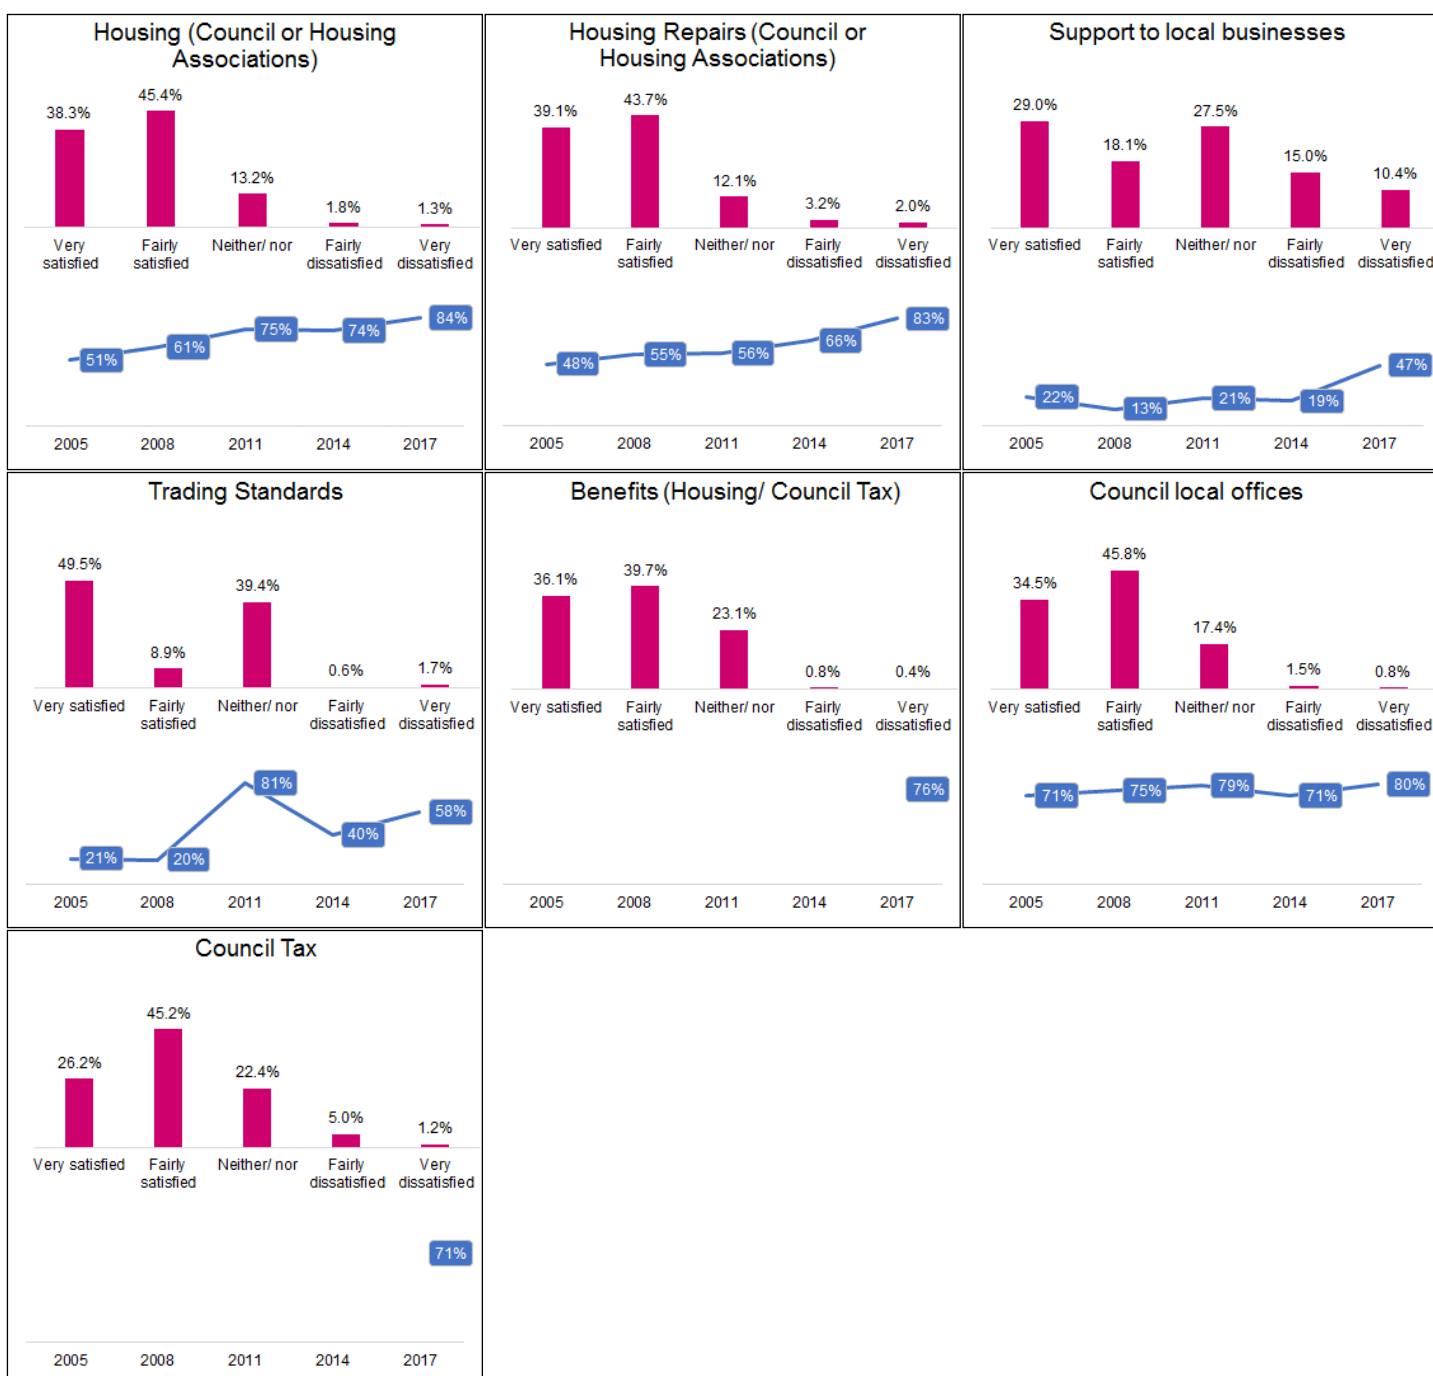 Housing (Council or Housing
Associations)
38.3%
45.4%
13.2%
1.8%
1.3%
Very
satisfied
Fairly
satisfied
Neither/ nor
Fairly
dissatisfied
Very
dissatisfied
51%
61%
75%
74%
84%
2005
2008
2011
2014
2017
Housing Repairs (Council or
Housing Associations)
39.1%
43.7%
12.1%
3.2%
2.0%
Very satisfied
Fairly
satisfied
Neither/ nor
Fairly
dissatisfied
Very
dissatisfied
48%
55%
56%
66%
83%
2005
2008
2011
2014
2017
Support to local businesses
29.0%
18.1%
27.5%
15.0%
10.4%
Very satisfied
Fairly
satisfied
Neither/ nor
Fairly
dissatisfied
Very
dissatisfied
22%
13%
21%
19%
47%
2005
2008
2011
2014
2017
Trading Standards
49.5%
8.9%
39.4%
0.6%
1.7%
Very satisfied
Fairly
satisfied
Neither/ nor
Fairly
dissatisfied
Very
dissatisfied
21%
20%
81%
40%
58%
2005
2008
2011
2014
2017
Benefits (Housing/ Council Tax)
36.1%
39.7%
23.1%
0.8%
0.4%
Very satisfied
Fairly
satisfied
Neither/ nor
Fairly
dissatisfied
Very
dissatisfied
76%
2005
2008
2011
2014
2017
Council local offices
34.5%
45.8%
17.4%
1.5%
0.8%
Very satisfied
Fairly
satisfied
Neither/ nor
Fairly
dissatisfied
Very
dissatisfied
71%
75%
79%
71%
80%
2005
2008
2011
2014
2017
Council Tax
26.2%
45.2%
22.4%
5.0%
1.2%
Very satisfied
Fairly
satisfied
Neither/ nor
Fairly
dissatisfied
Very
dissatisfied
71%
2005
2008
2011
2014
2017